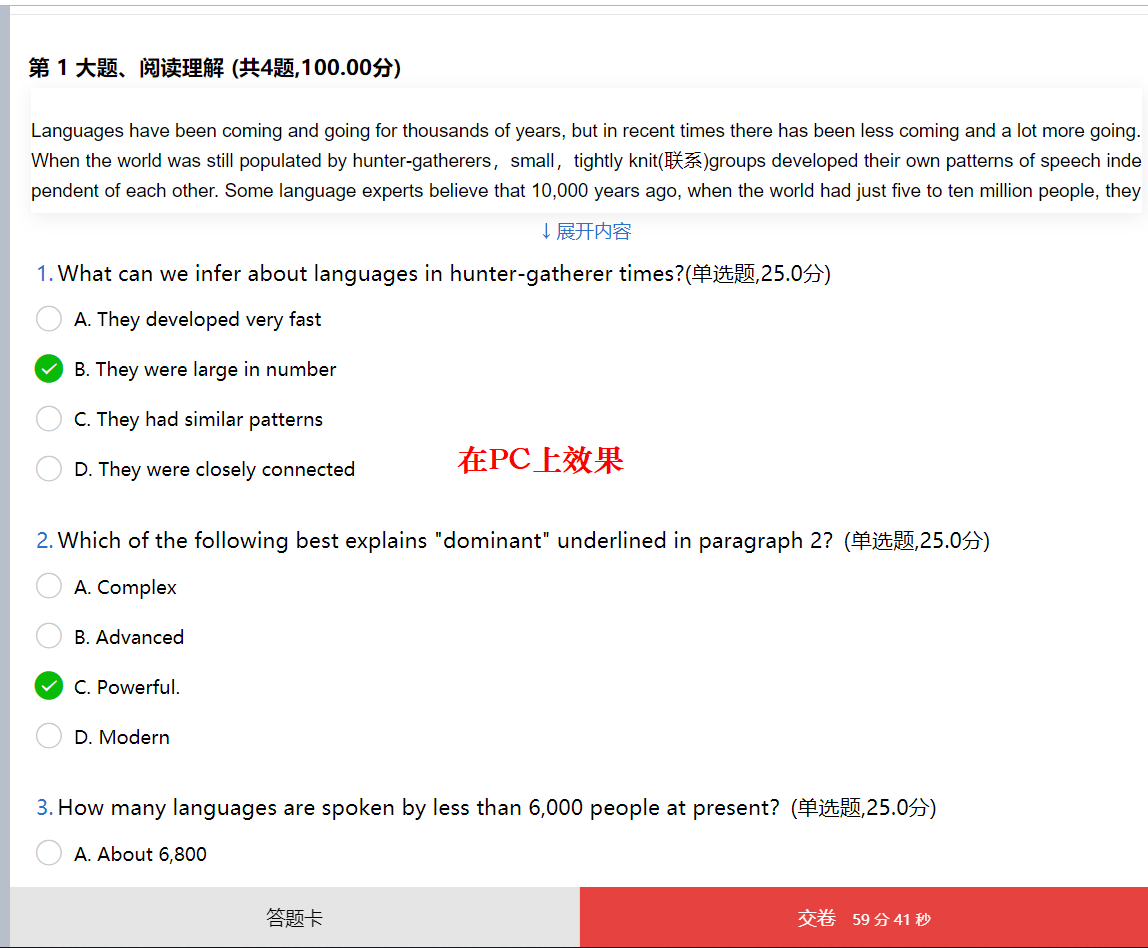 第 1 大题、阅读理解 (共4题,100.00分)
Languages have been coming and going for thousands of years, but in recent times there has been less coming and a lot more going.
When the world was still populated by hunter-gatherers，small，tightly knit(联系)groups developed their own patterns of speech inde
pendent of each other. Some language experts believe that 10,000 years ago, when the world had just five to ten million people, they
↓展开内容
1. What can we infer about languages in hunter-gatherer times?(单选题,25.0分)
A. They developed very fast
B. They were large in number
C. They had similar patterns
D. They were closely connected
在PC上效果
2. Which of the following best explains "dominant" underlined in paragraph 2? (单选题,25.0分)
A. Complex
B. Advanced
C. Powerful.
D. Modern
3. How many languages are spoken by less than 6,000 people at present? (单选题,25.0分)
A. About 6,800
答题卡
交卷 59 分 41 秒